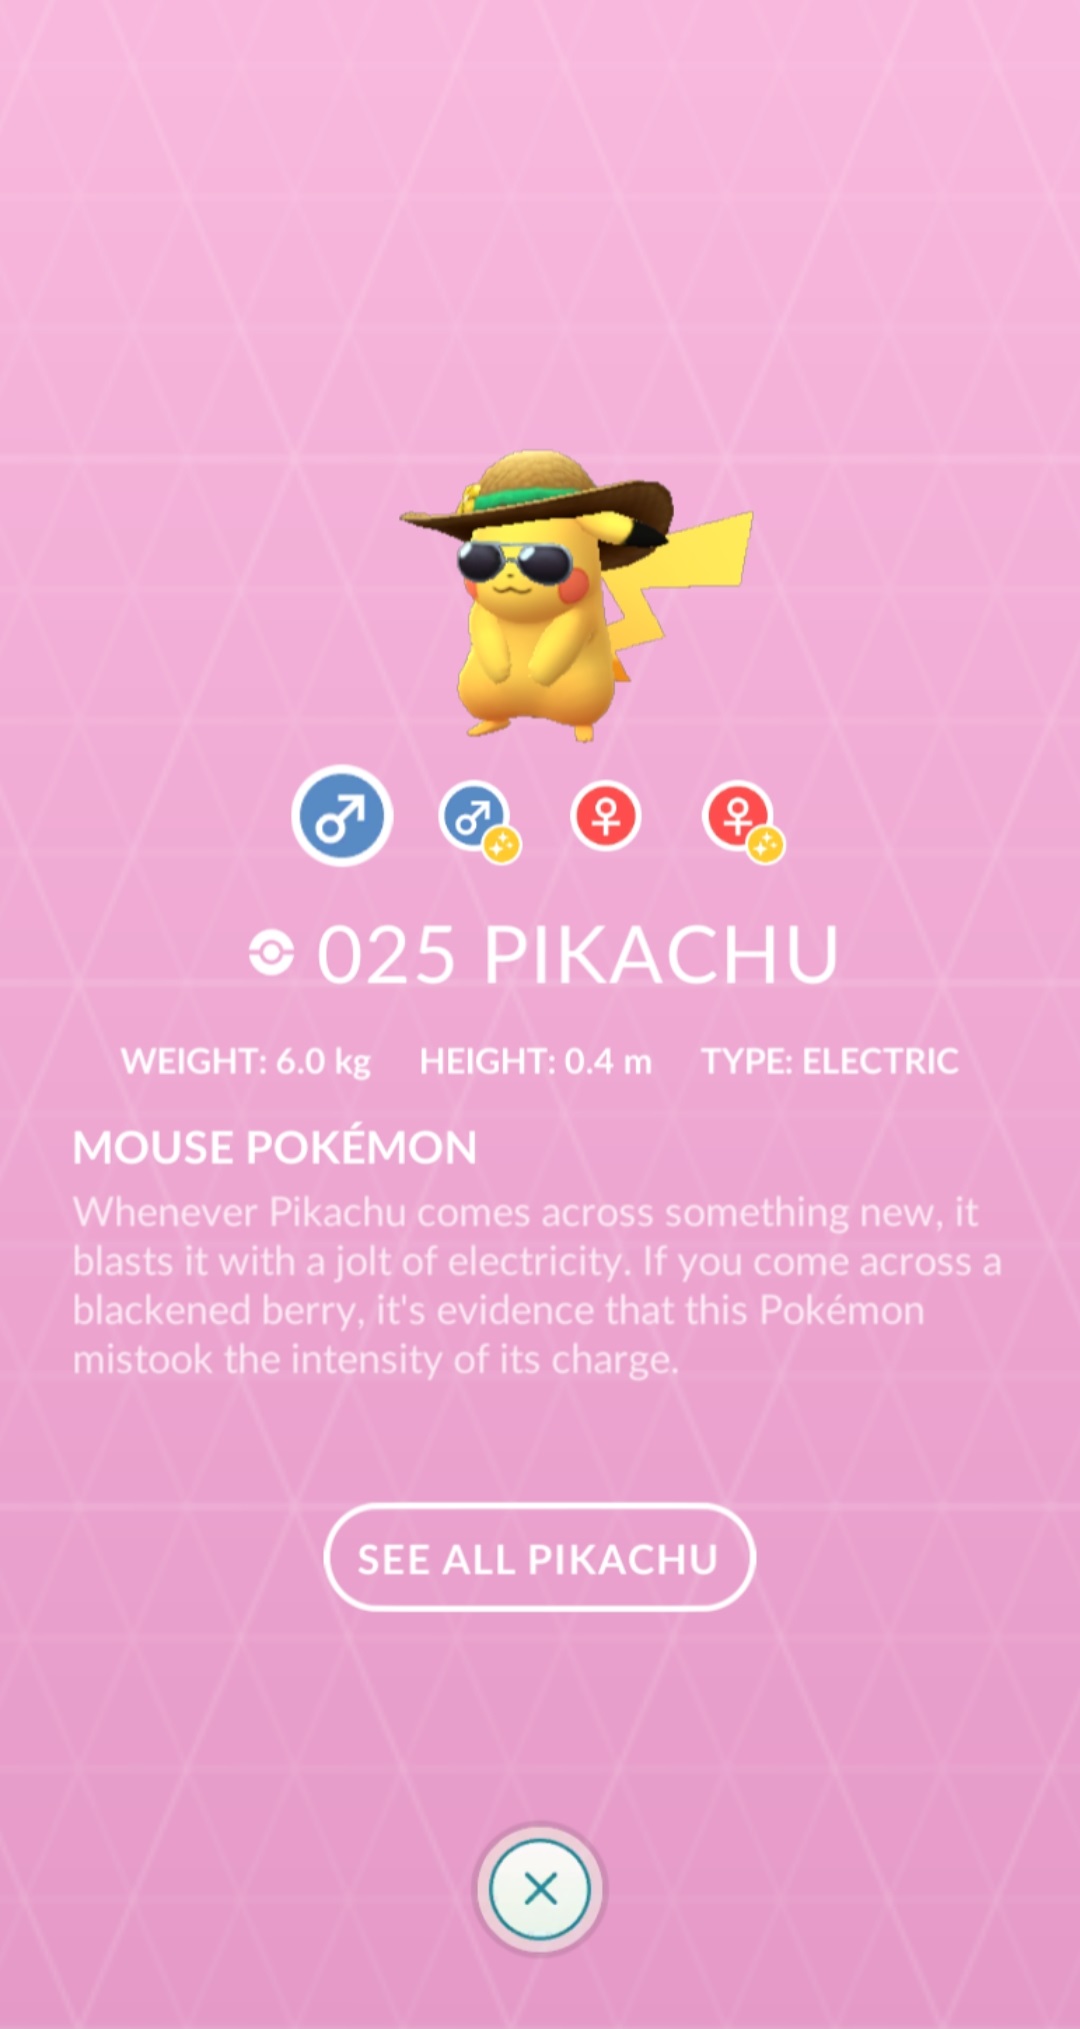 025 PIKACHU
WEIGHT: 6.0 kg HEIGHT: 0.4 m TYPE: ELECTRIC
MOUSE POKÉMON
Whenever Pikachu comes across something new, it
blasts it with a jolt of electricity. If you come across a
blackened berry, it's evidence that this Pokémon
mistook the intensity of its charge.
SEE ALL PIKACHU